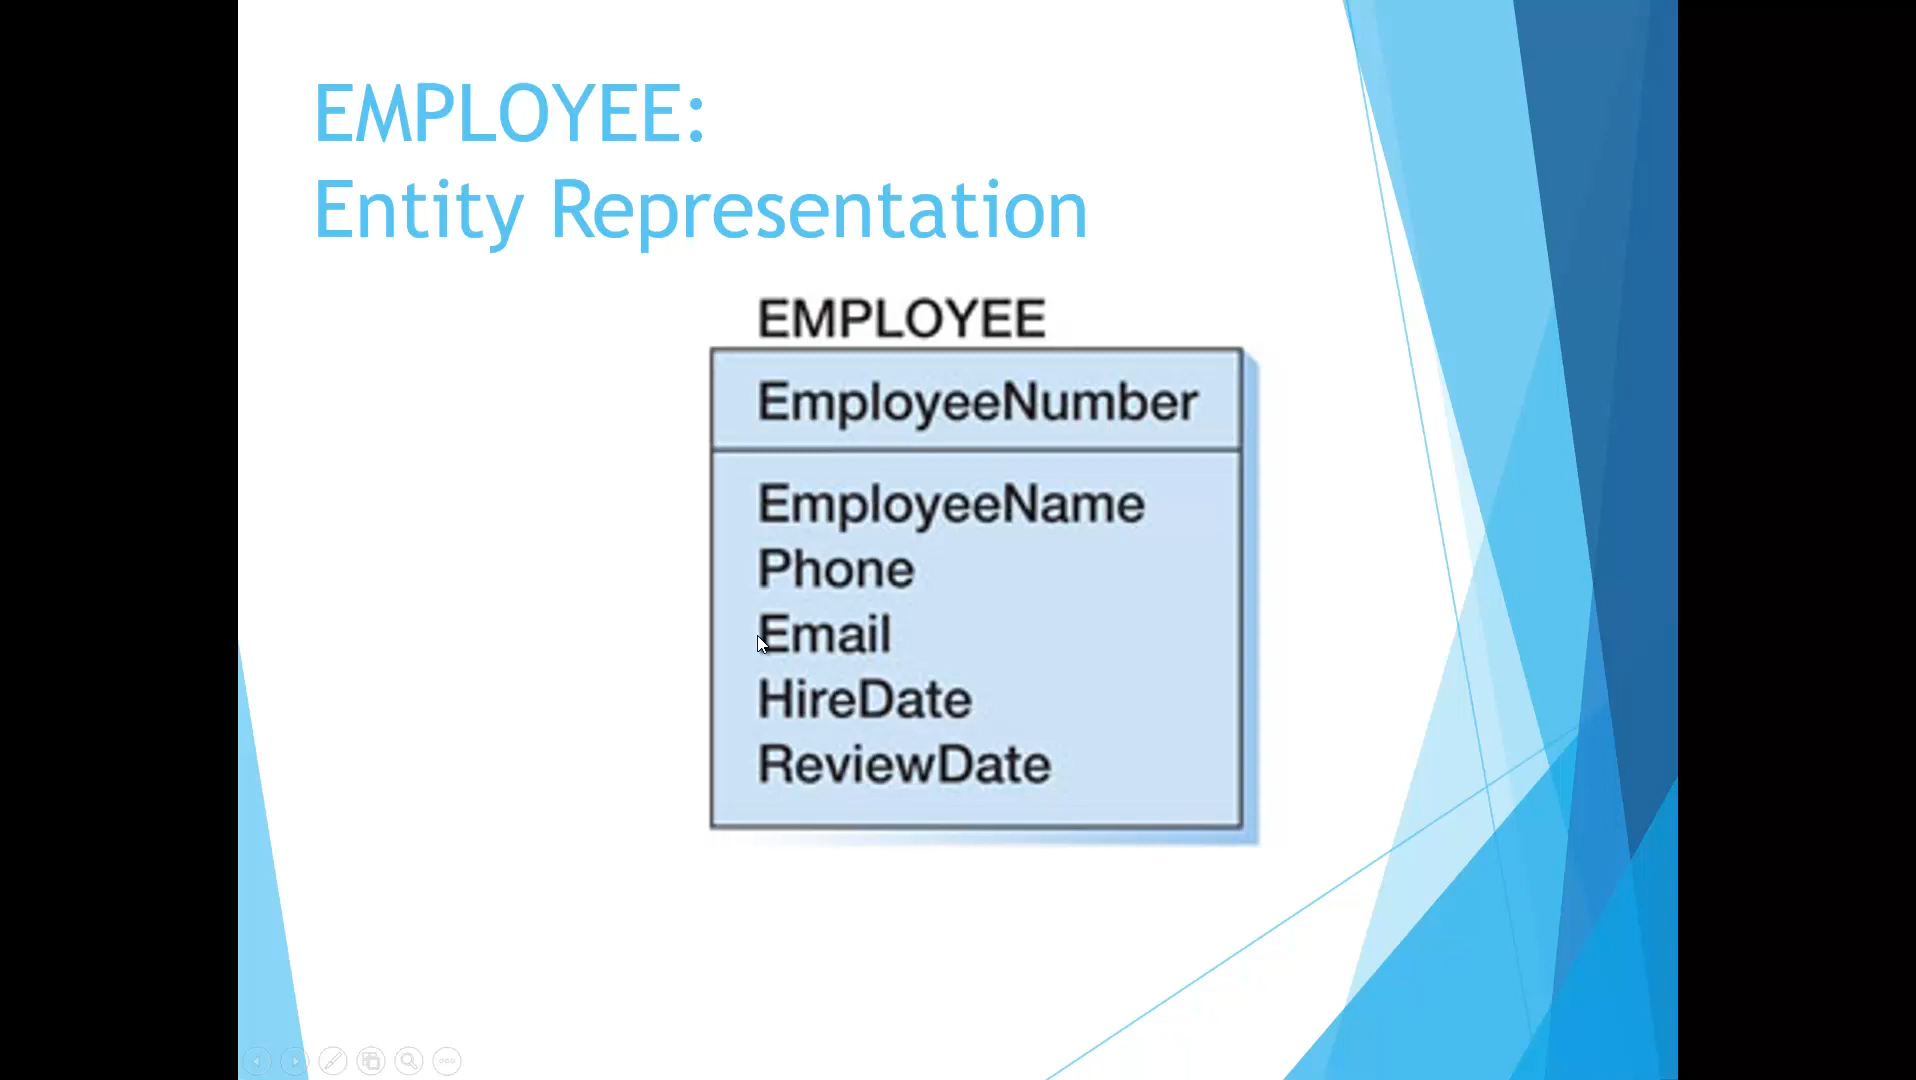 EMPLOYEE:
Entity Representation
EMPLOYEE
EmployeeNumber
EmployeeName
Phone
Email
HireDate
ReviewDate